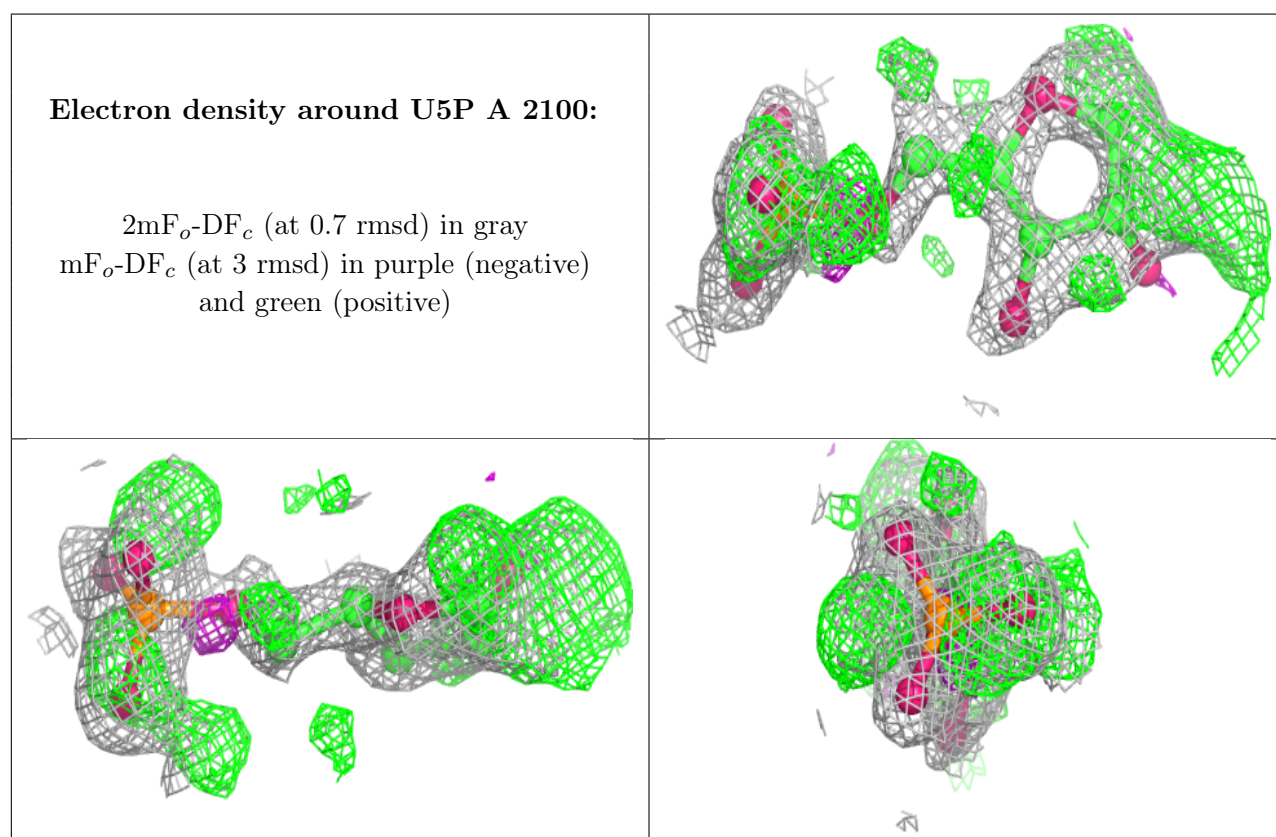 Electron density around U5P A 2100:
2mFo-DFc (at 0.7 rmsd) in gray
mFo-DFc (at 3 rmsd) in purple (negative)
and green (positive)